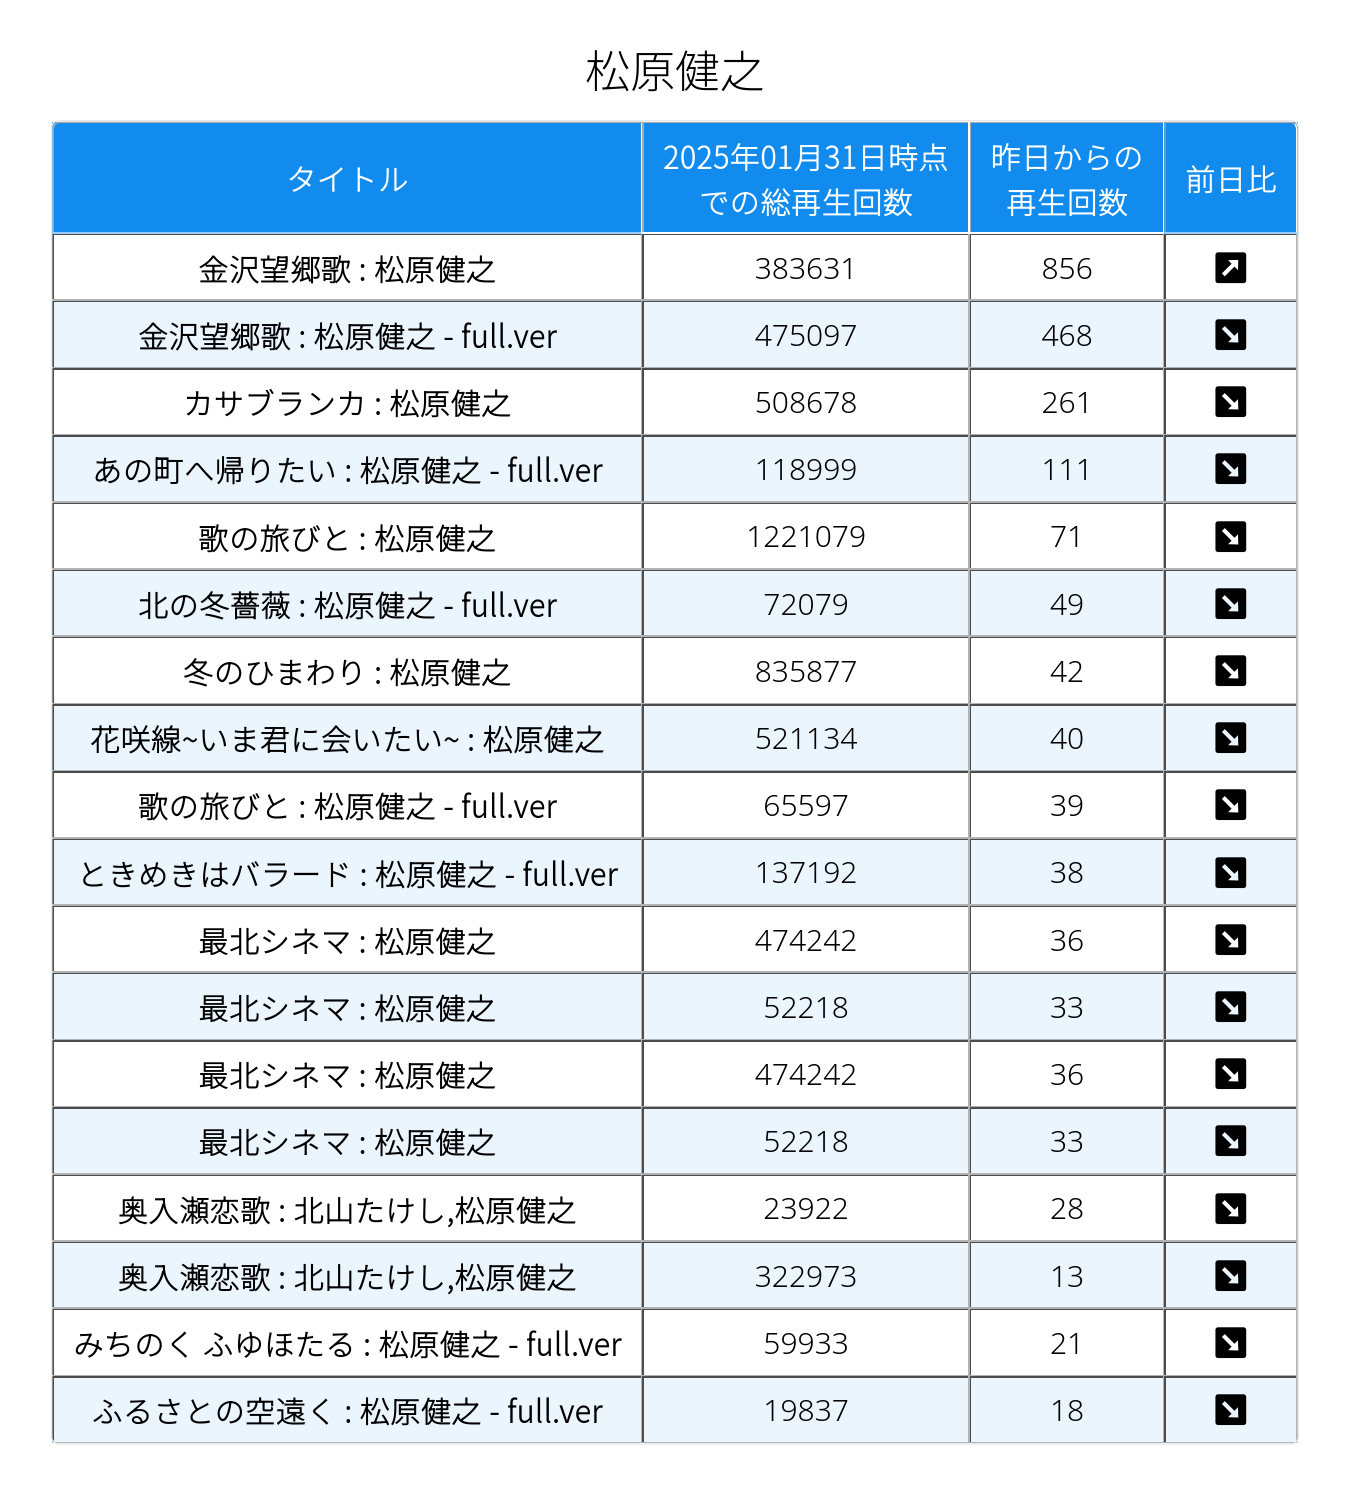 松原健之
タイトル
2025年01月31日時点
での総再生回数
昨日からの
再生回数
前日比
金沢望郷歌 : 松原健之 383631 856
金沢望郷歌 : 松原健之 - full.ver 475097 468
カサブランカ : 松原健之 508678 261
あの町へ帰りたい : 松原健之 - full.ver 118999 111
歌の旅びと : 松原健之 1221079 71
北の冬薔薇 : 松原健之 - full.ver 72079 49
冬のひまわり : 松原健之 835877 42
花咲線~いま君に会いたい~ : 松原健之 521134 40
歌の旅びと : 松原健之 - full.ver 65597 39
ときめきはバラード : 松原健之 - full.ver 137192 38
最北シネマ : 松原健之 474242 36
最北シネマ : 松原健之 52218 33
最北シネマ : 松原健之 474242 36
最北シネマ : 松原健之 52218 33
奥入瀬恋歌 : 北山たけし,松原健之 23922 28
奥入瀬恋歌 : 北山たけし,松原健之 322973 13
みちのく ふゆほたる : 松原健之 - full.ver 59933 21
ふるさとの空遠く : 松原健之 - full.ver 19837 18